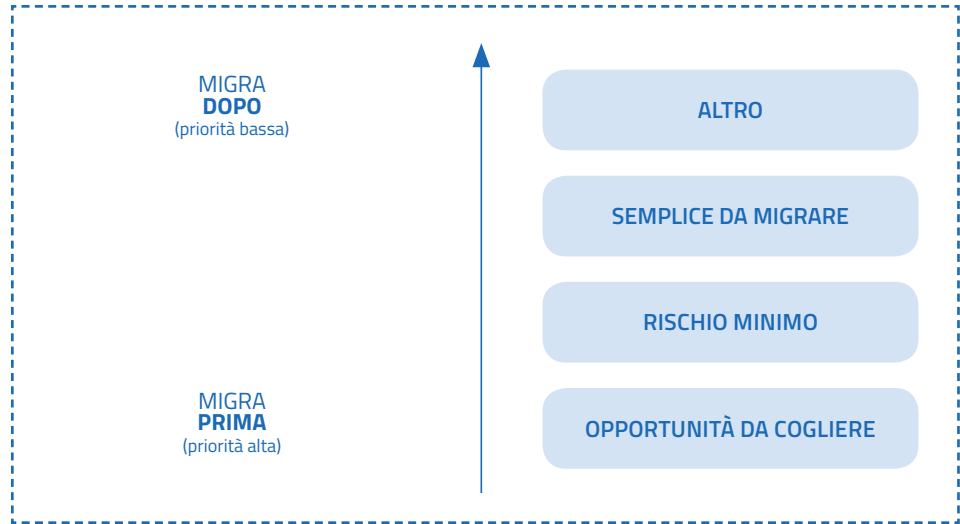 MIGRA
DOPO
(priorità bassa)
ALTRO
SEMPLICE DA MIGRARE
RISCHIO MINIMO
MIGRA
PRIMA
(priorità alta)
OPPORTUNITÀ DA COGLIERE